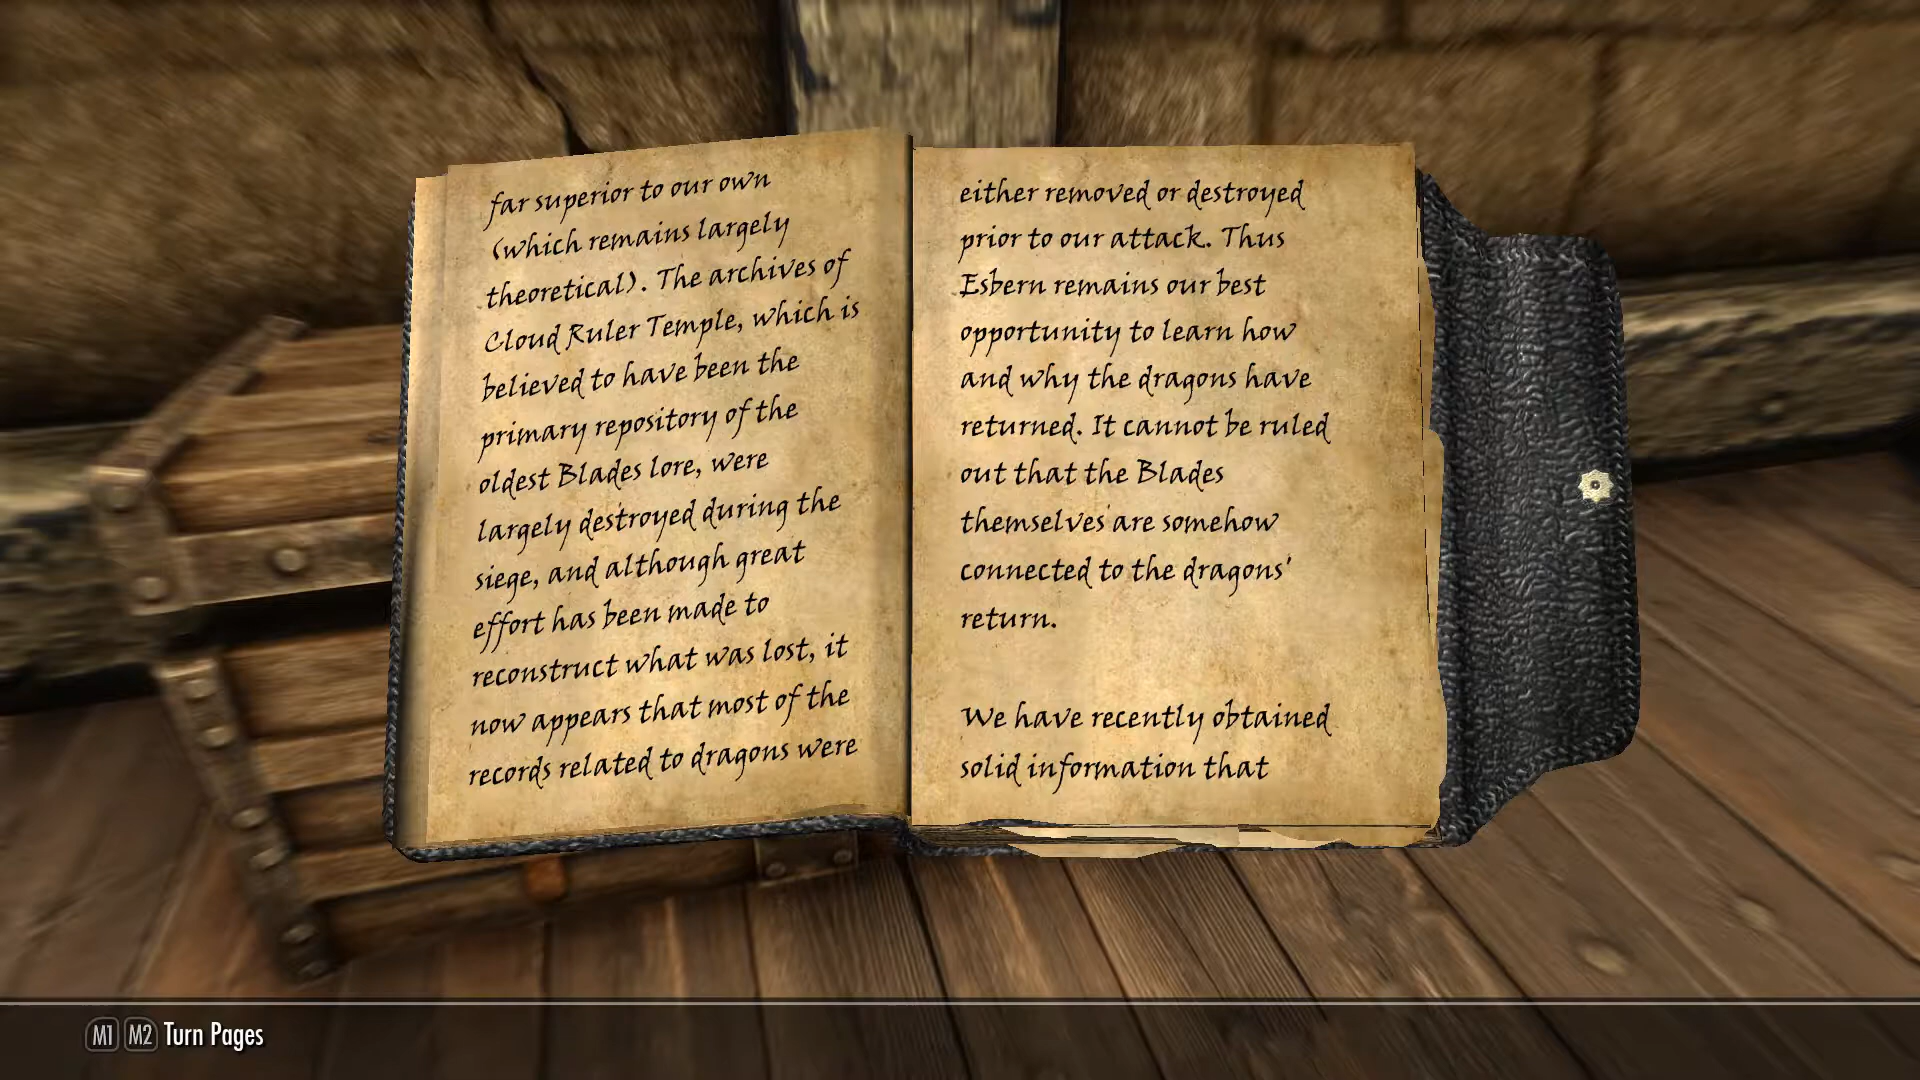 far superior to our own
(which remains largely
theoretical). The archives of
Cloud Ruler Temple, which is
believed to have been the
primary repository of the
oldest Blades lore, were
largely destroyed during the
siege, and although great
effort has been made to
reconstruct what was lost, it
now appears that most of the
records related to dragons were
either removed or destroyed
prior to our attack. Thus
Esbern remains our best
opportunity to learn how
and why the dragons have
returned. It cannot be ruled
out that the Blades
themselves are somehow
connected to the dragons'
return.
We have recently obtained
solid information that
M1 M2 Turn Pages